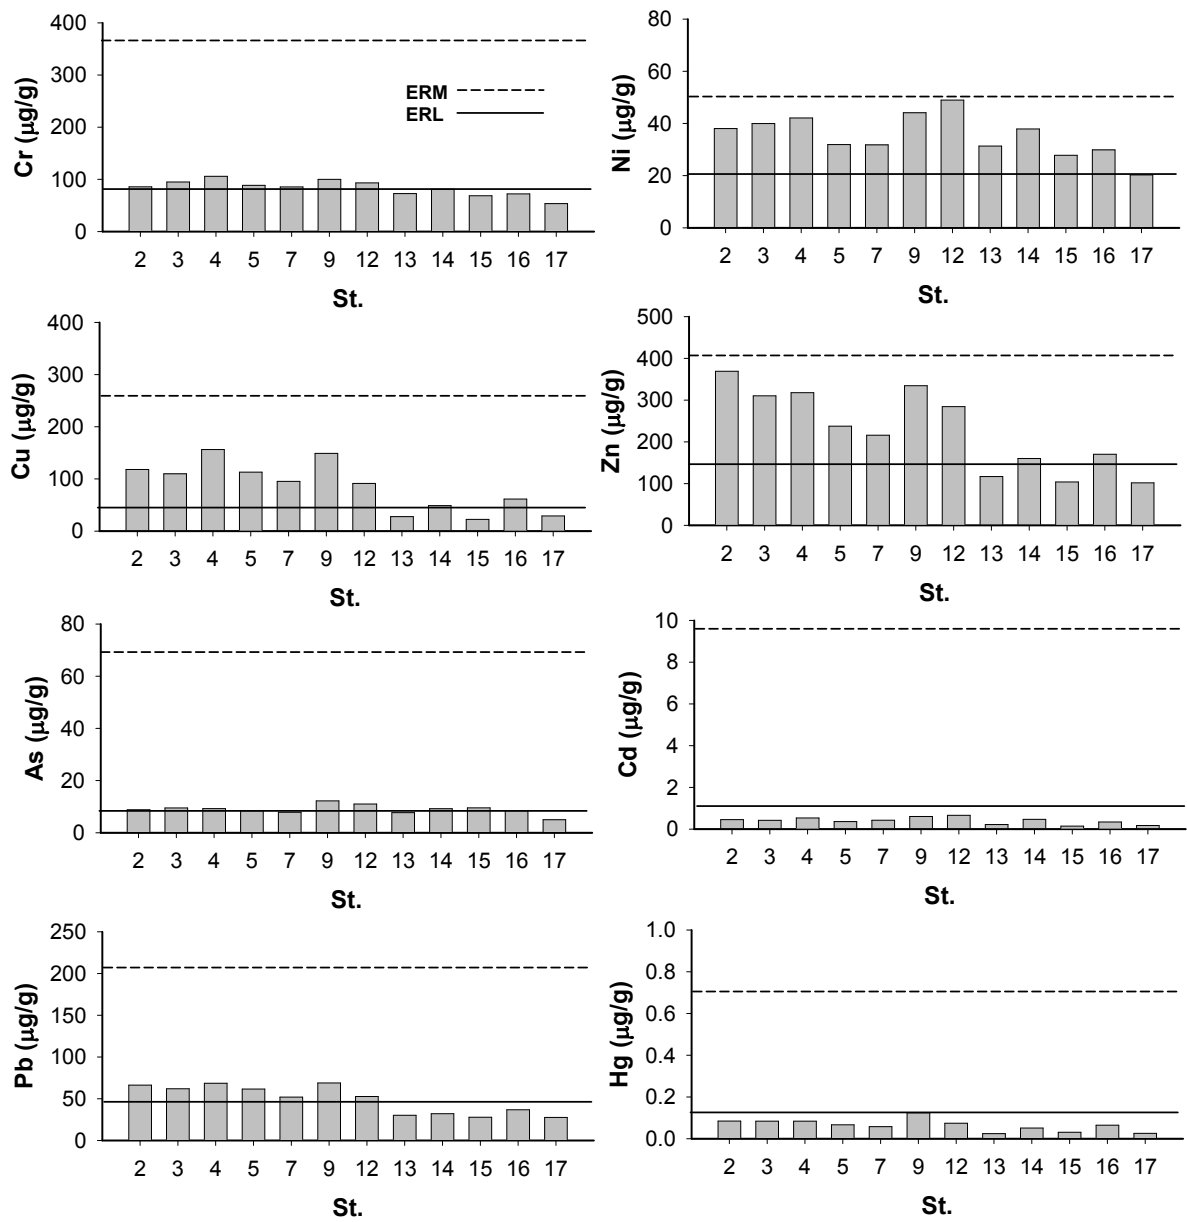 Cr (µg/g)
400
300
200
100
0
ERM
ERL
2 3 4 5 7 9 12 13 14 15 16 17
St.
Ni (µg/g)
80
60
40
20
0
2 3 4 5 7 9 12 13 14 15 16 17
St.
Cu (µg/g)
400
300
200
100
0
2 3 4 5 7 9 12 13 14 15 16 17
St.
Zn (µg/g)
500
400
300
200
100
0
2 3 4 5 7 9 12 13 14 15 16 17
St.
As (µg/g)
80
60
40
20
0
2 3 4 5 7 9 12 13 14 15 16 17
St.
Cd (µg/g)
10
8
6
4
2
0
2 3 4 5 7 9 12 13 14 15 16 17
St.
Pb (µg/g)
250
200
150
100
50
0
2 3 4 5 7 9 12 13 14 15 16 17
St.
Hg (µg/g)
1.0
0.8
0.6
0.4
0.2
0.0
2 3 4 5 7 9 12 13 14 15 16 17
St.